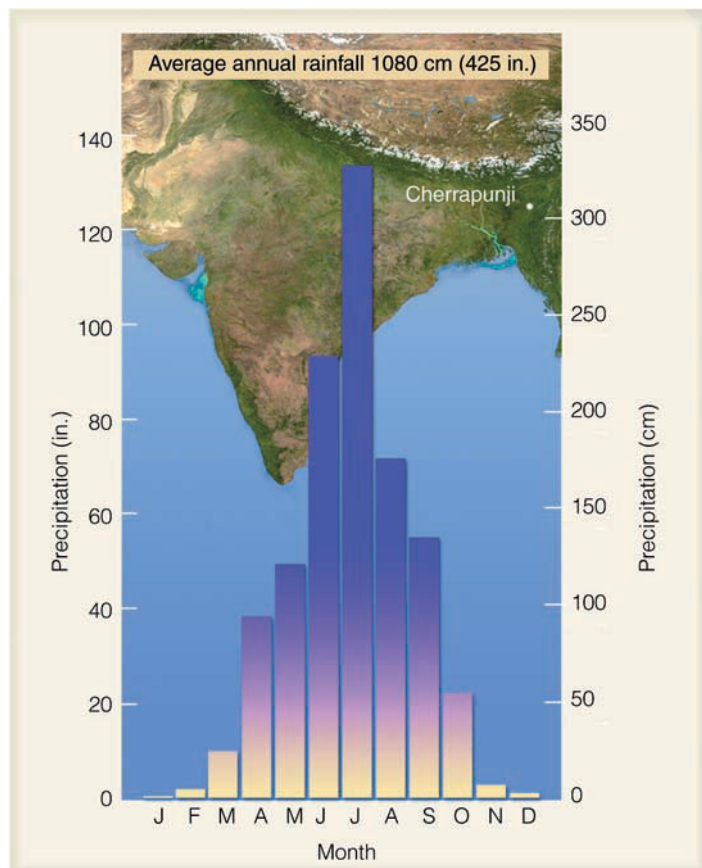 Average annual rainfall 1080 cm (425 in.)
Cherrapunji
Precipitation (in.)
140
120
100
80
60
40
20
0
350
300
250
200
150
100
50
0
Precipitation (cm)
J F M A M J J A S O N D
Month